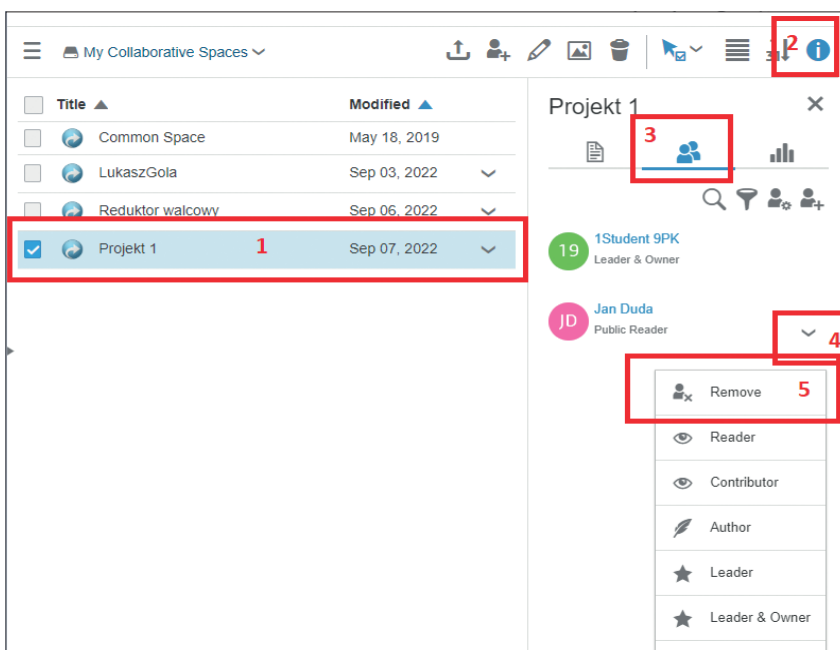 My Collaborative Spaces
2
Title
Modified
Common Space
May 18, 2019
LukaszGola
Sep 03, 2022
Reduktor walcowy
Sep 06, 2022
Projekt 1
1
Sep 07, 2022
Projekt 1
3
19
1Student 9PK
Leader & Owner
JD
Jan Duda
Public Reader
4
Remove
5
Reader
Contributor
Author
Leader
Leader & Owner